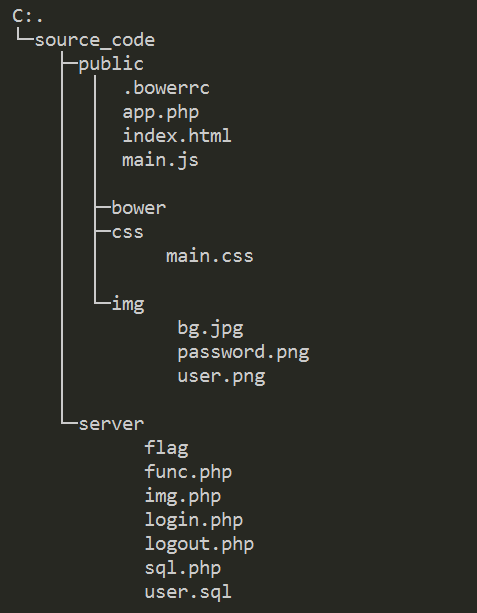 C:.
└─source_code
├─public
.bowerrc
app.php
index.html
main.js
├─bower
├─css
main.css
└─img
bg.jpg
password.png
user.png
└─server
flag
func.php
img.php
login.php
logout.php
sql.php
user.sql